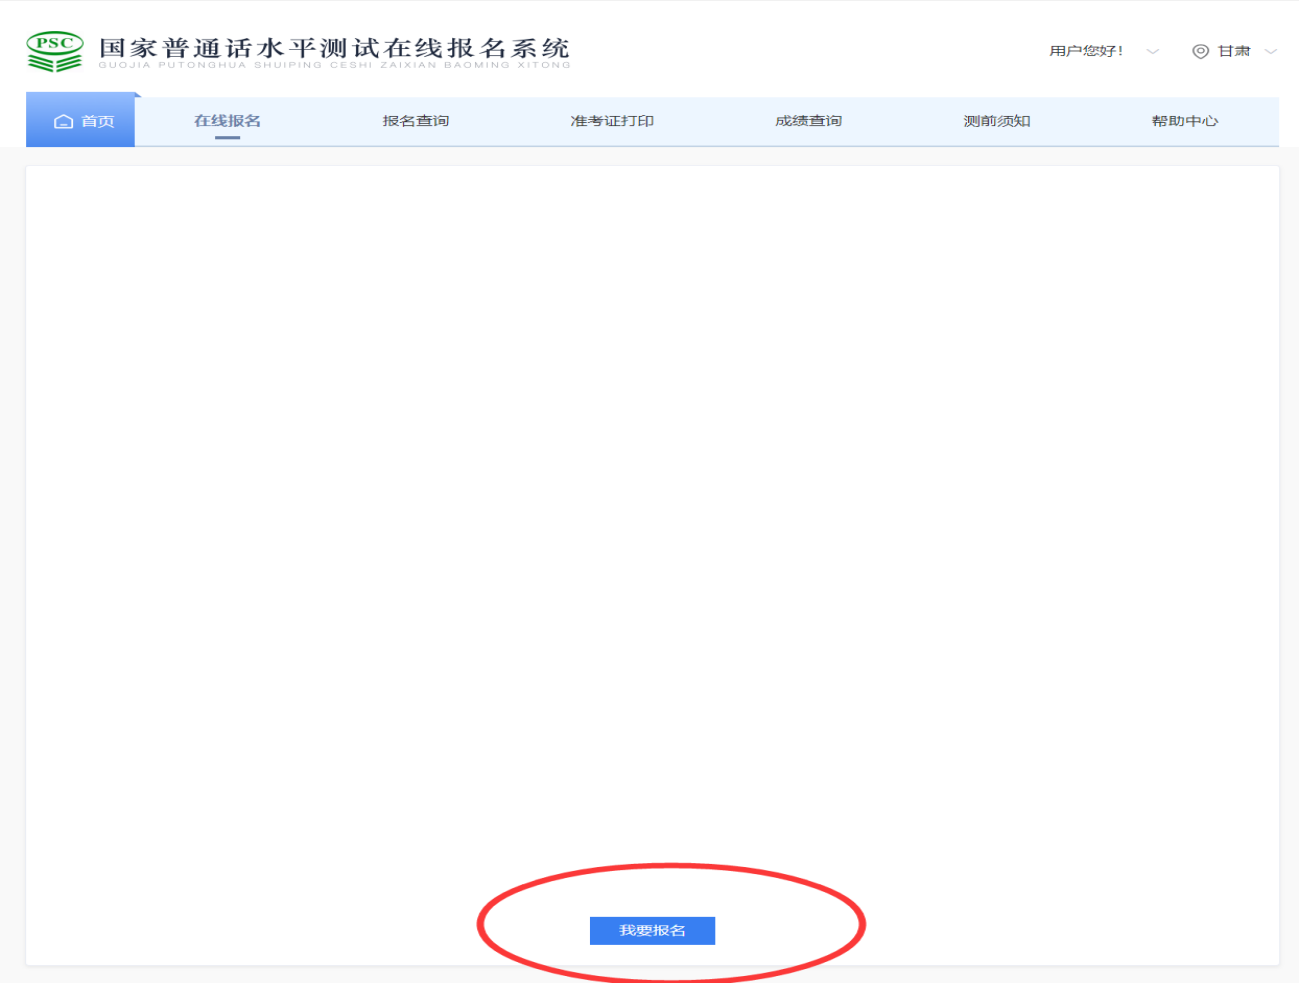 PSC
国家普通话水平测试在线报名系统
GUOJIA PUTONGHUA SHUIPING CESHI ZAIXIAN BAOMING XITONG
用户您好! 甘肃
首页 在线报名 报名查询 准考证打印 成绩查询 测前须知 帮助中心
我要报名